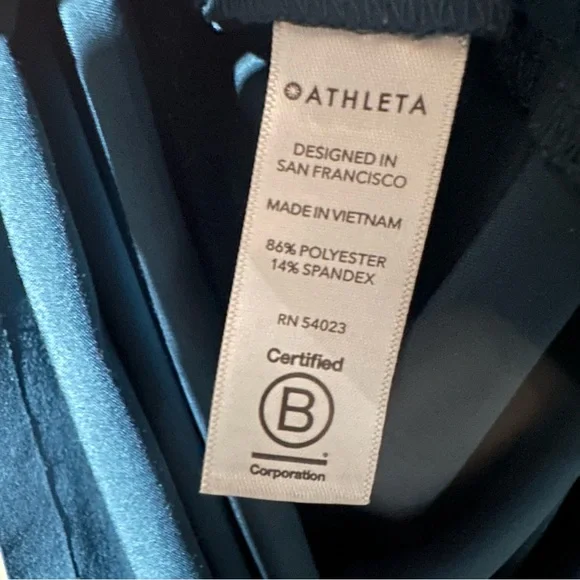 ATHLETA
DESIGNED IN
SAN FRANCISCO
MADE IN VIETNAM
86% POLYESTER
14% SPANDEX
RN 54023
Certified
B
Corporation